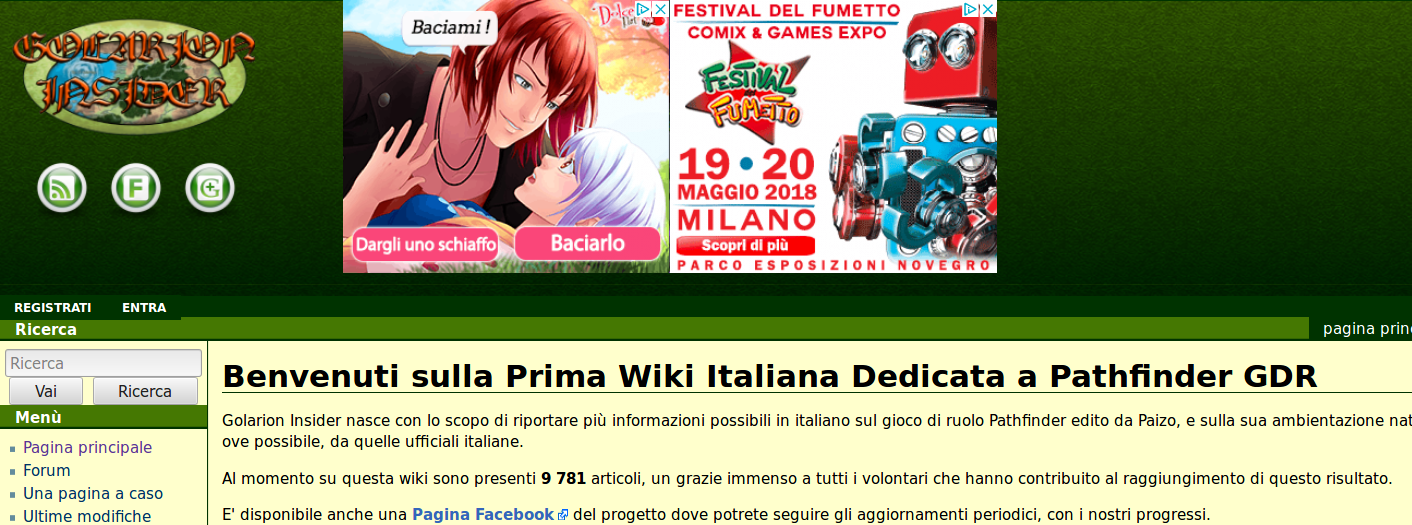 GOLARION
INSIDER
Baciami !
Dargli uno schiaffo
Baciarlo
FESTIVAL DEL FUMETTO
COMIX & GAMES EXPO
FESTIVAL
FUMETTO
19 • 20
MAGGIO 2018
MILANO
Scopri di più
PARCO ESPOSIZIONI NOVEGRO
REGISTRATI ENTRA
Ricerca
Ricerca
Vai Ricerca
Menù
Pagina principale
Forum
Una pagina a caso
Ultime modifiche
pagina princ
Benvenuti sulla Prima Wiki Italiana Dedicata a Pathfinder GDR
Golarion Insider nasce con lo scopo di riportare più informazioni possibili in italiano sul gioco di ruolo Pathfinder edito da Paizo, e sulla sua ambientazione nat
ove possibile, da quelle ufficiali italiane.
Al momento su questa wiki sono presenti 9 781 articoli, un grazie immenso a tutti i volontari che hanno contribuito al raggiungimento di questo risultato.
E' disponibile anche una Pagina Facebook del progetto dove potrete seguire gli aggiornamenti periodici, con i nostri progressi.